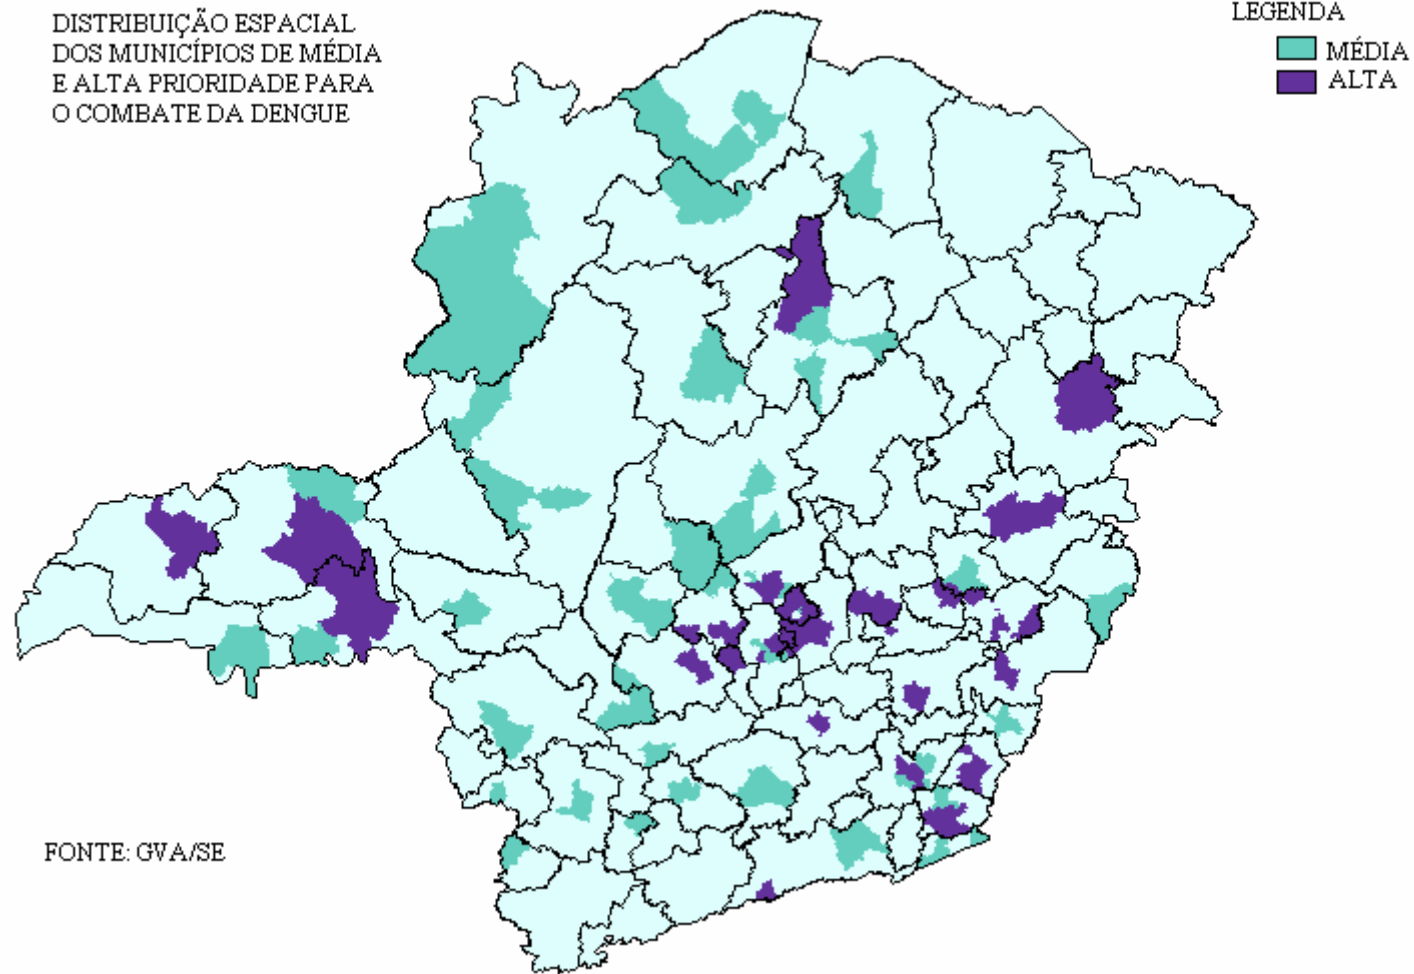 DISTRIBUIÇÃO ESPACIAL
DOS MUNICÍPIOS DE MÉDIA
E ALTA PRIORIDADE PARA
O COMBATE DA DENGUE
LEGENDA
MÉDIA
ALTA
FONTE: GVA/SE